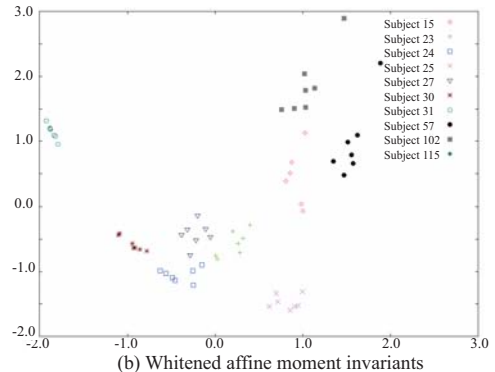 3.0
Subject 15
Subject 23
Subject 24
Subject 25
Subject 27
Subject 30
Subject 31
Subject 57
Subject 102
Subject 115
2.0
1.0
0.0
-1.0
-2.0
-2.0 -1.0 0.0 1.0 2.0 3.0
(b) Whitened affine moment invariants